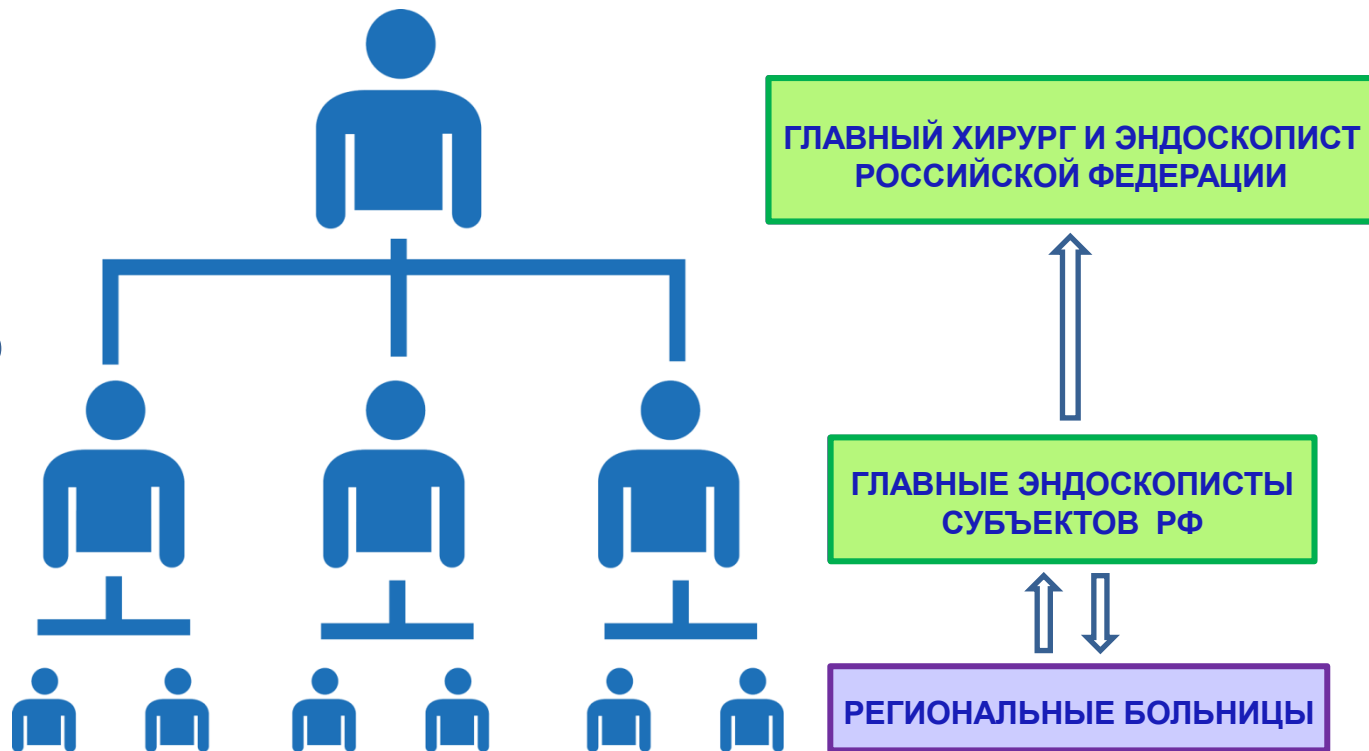 ГЛАВНЫЙ ХИРУРГ И ЭНДОСКОПИСТ
РОССИЙСКОЙ ФЕДЕРАЦИИ
ГЛАВНЫЕ ЭНДОСКОПИСТЫ
СУБЪЕКТОВ РФ
РЕГИОНАЛЬНЫЕ БОЛЬНИЦЫ